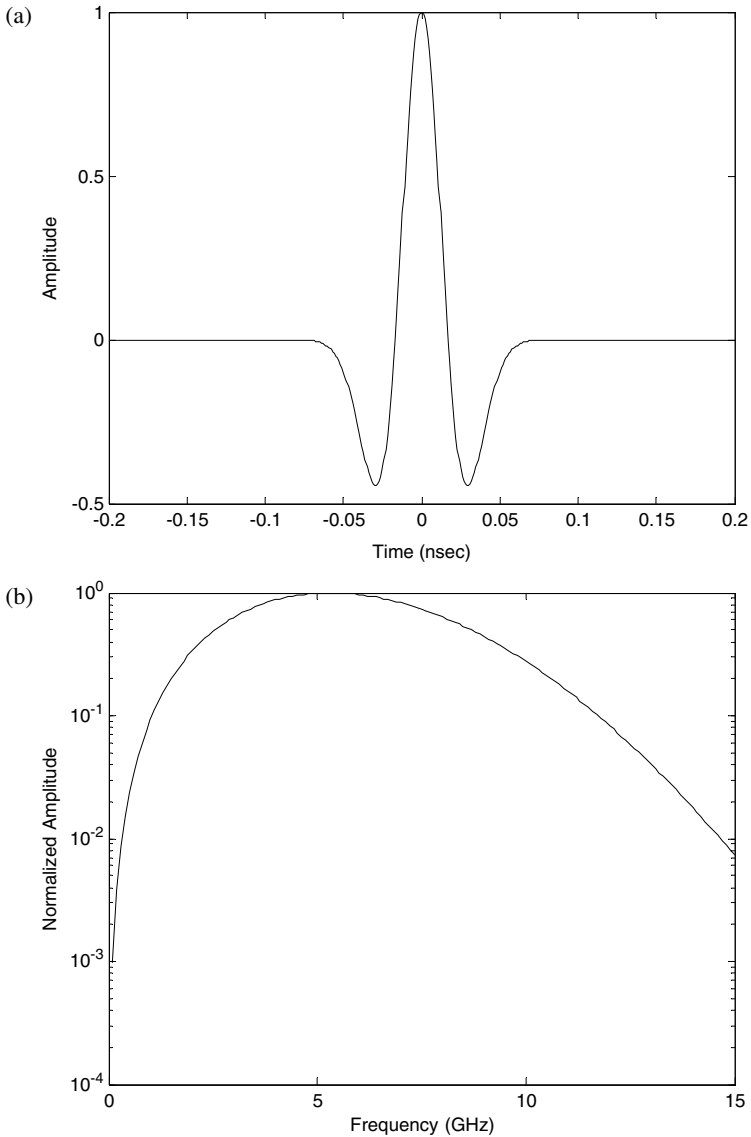 (a)
1
0.5
0
-0.5
Amplitude
-0.2 -0.15 -0.1 -0.05 0 0.05 0.1 0.15 0.2
Time (nsec)
(b)
10^0
10^-1
10^-2
10^-3
10^-4
Normalized Amplitude
0 5 10 15
Frequency (GHz)